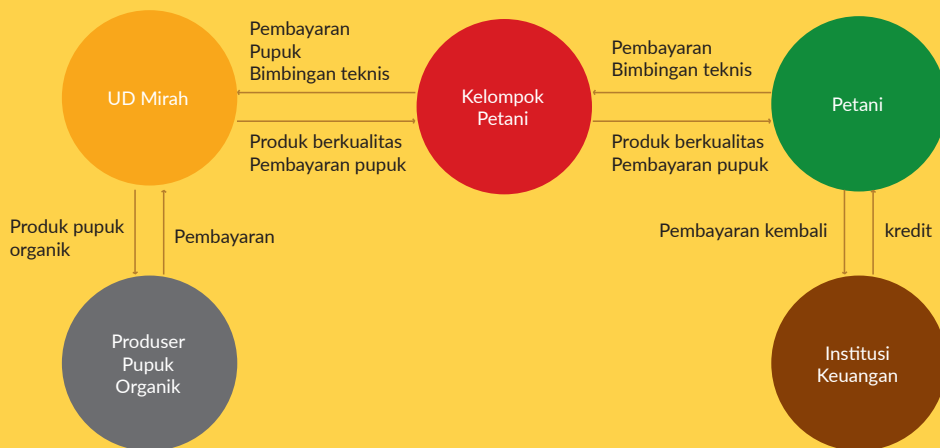 UD Mirah
Pembayaran
Pupuk
Bimbingan teknis
Produk berkualitas
Pembayaran pupuk
Kelompok
Petani
Pembayaran
Bimbingan teknis
Produk berkualitas
Pembayaran pupuk
Petani
Produk pupuk
organik
Pembayaran
Pembayaran kembali
kredit
Produser
Pupuk
Organik
Institusi
Keuangan